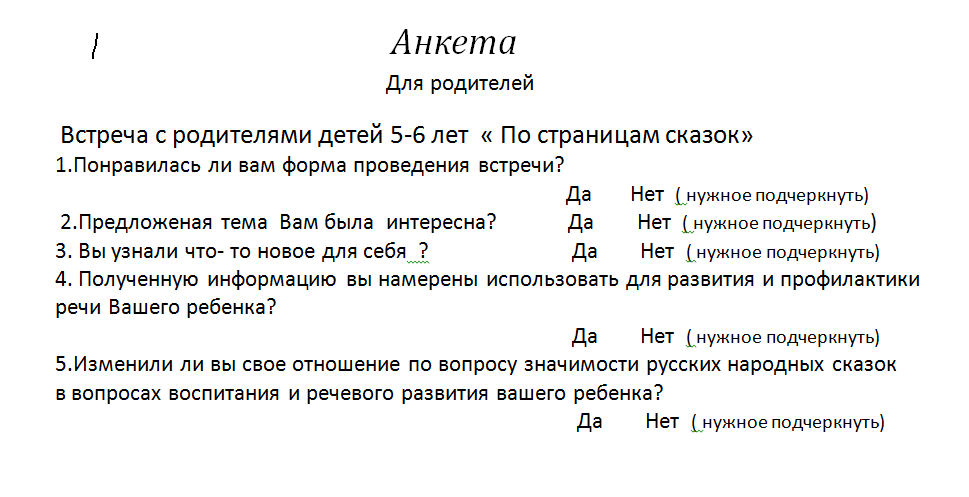 Анкета
Для родителей
Встреча с родителями детей 5-6 лет « По страницам сказок»
1.Понравилась ли вам форма проведения встречи?
Да Нет ( нужное подчеркнуть)
2.Предложеная тема Вам была интересна? Да Нет ( нужное подчеркнуть)
3. Вы узнали что- то новое для себя ? Да Нет ( нужное подчеркнуть)
4. Полученную информацию вы намерены использовать для развития и профилактики
речи Вашего ребенка?
Да Нет ( нужное подчеркнуть)
5.Изменили ли вы свое отношение по вопросу значимости русских народных сказок
в вопросах воспитания и речевого развития вашего ребенка?
Да Нет ( нужное подчеркнуть)